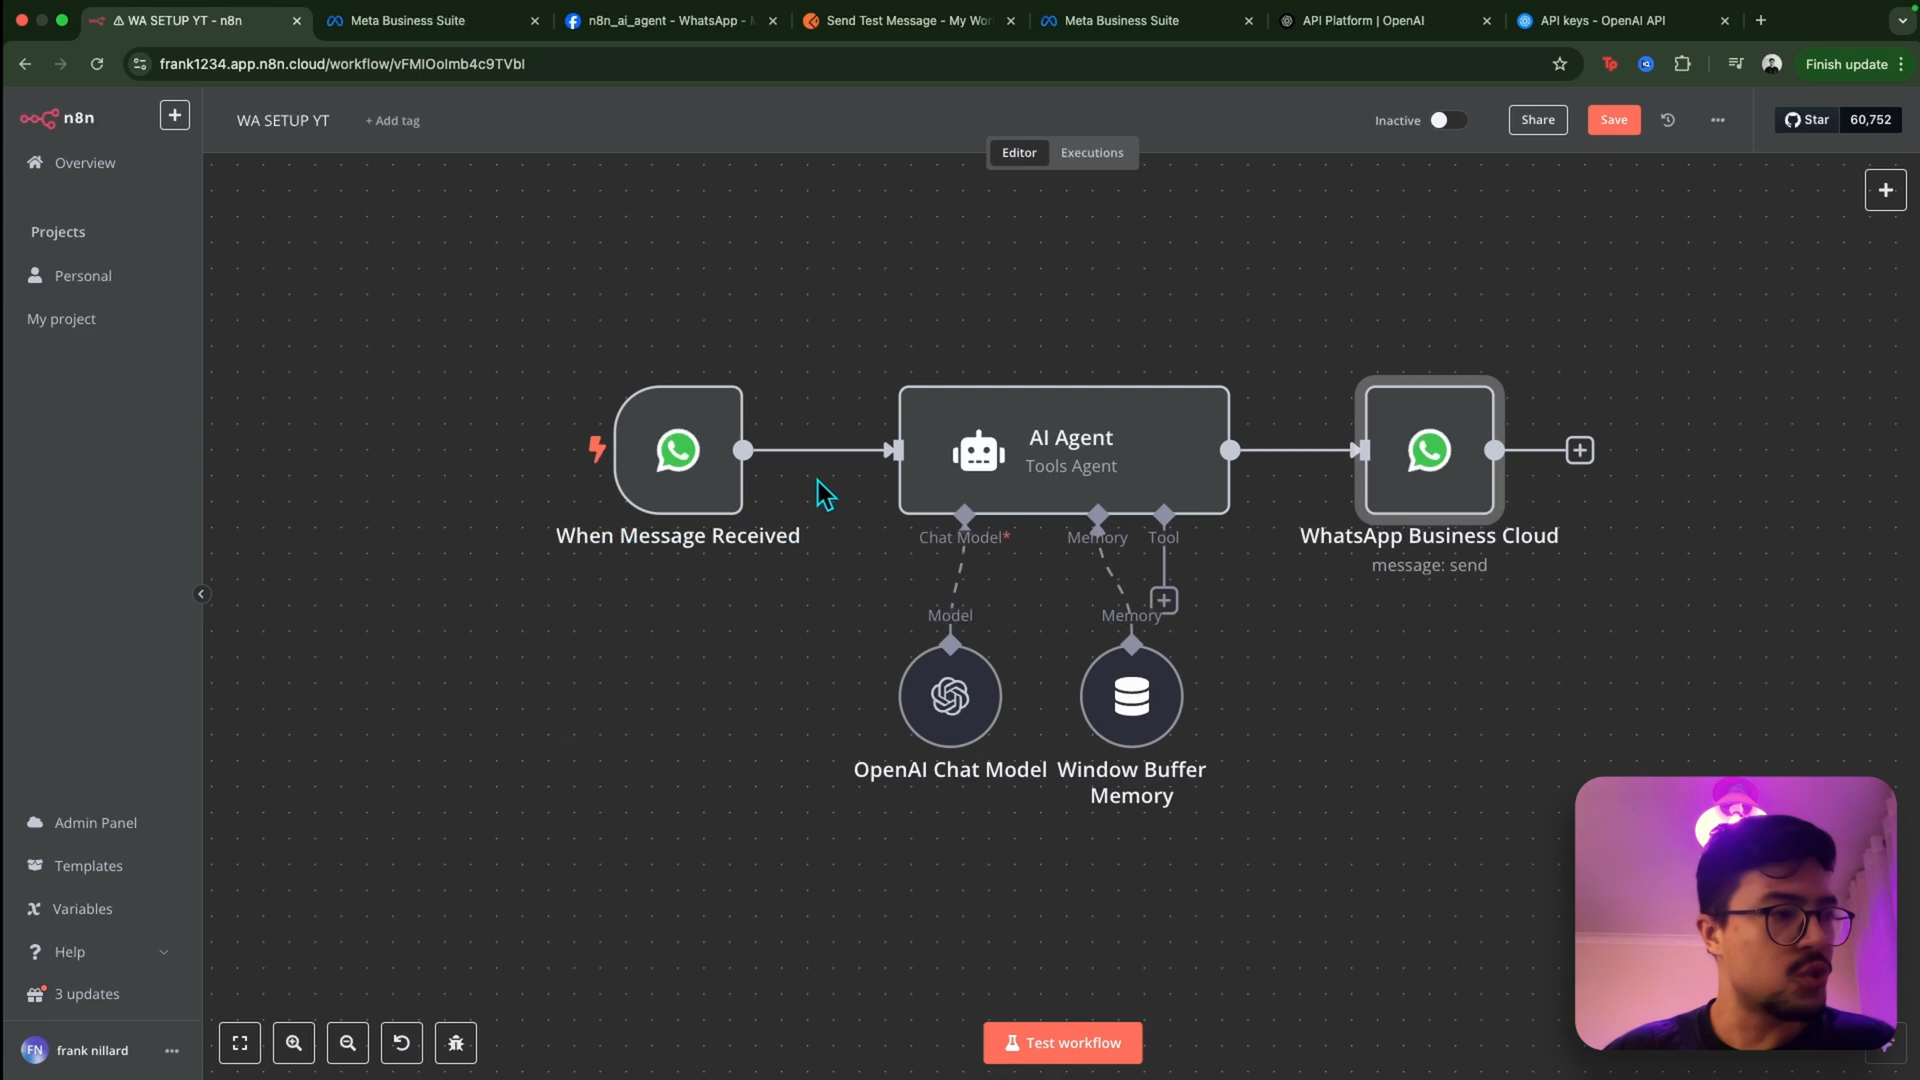 WA SETUP YT - n8n
Meta Business Suite
n8n_ai_agent - WhatsApp -
Send Test Message - My Wor
Meta Business Suite
API Platform | OpenAI
API keys - OpenAI API
frank1234.app.n8n.cloud/workflow/vFMIOoImb4c9TVbI
Tp
Finish update
n8n
WA SETUP YT
+ Add tag
Inactive
Share
Save
Star
60,752
Editor
Executions
Overview
Projects
Personal
My project
AI Agent
Tools Agent
When Message Received
Chat Model*
Memory
Tool
WhatsApp Business Cloud
message: send
Model
Memory
OpenAI Chat Model
Window Buffer
Memory
Admin Panel
Templates
Variables
Help
3 updates
FN
frank nillard
Test workflow